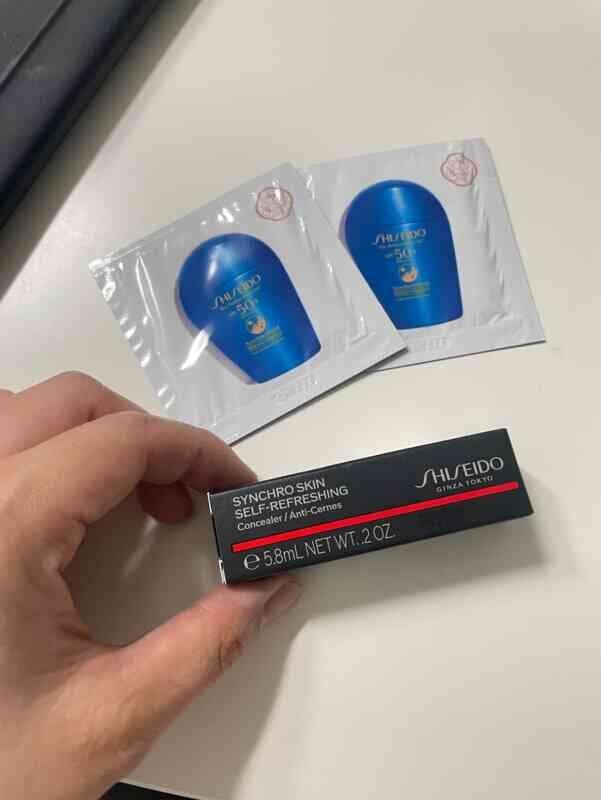 SHISEIDO
SPF 50+
SHISEIDO
SPF 50+
SYNCHRO SKIN
SELF-REFRESHING
Concealer / Anti-Cernes
SHISEIDO
GINZA TOKYO
℮ 5.8mL NET WT. .2 OZ.